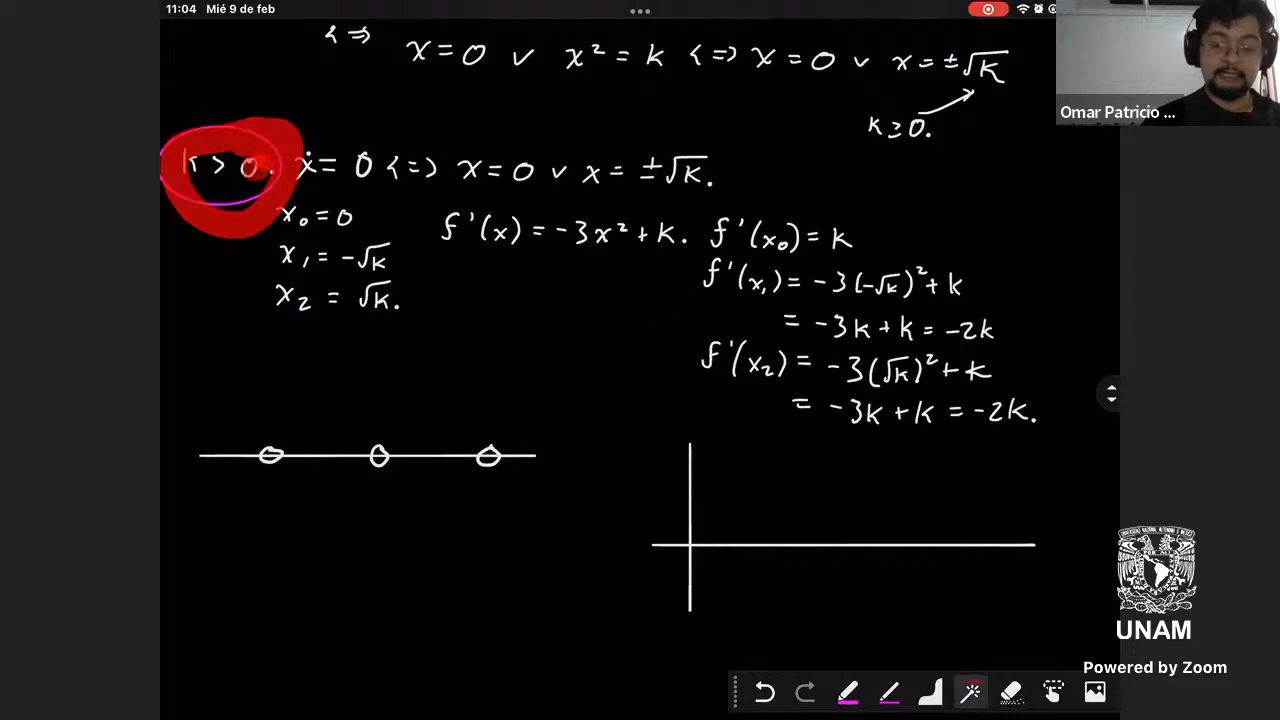 11:04 Mié 9 de feb
<=> x = 0 ∨ x² = k <=> x = 0 ∨ x = ±√k
k ≥ 0.
Omar Patricio ...
k > 0. ẋ = 0 <=> x = 0 ∨ x = ±√k.
x₀ = 0
f'(x) = -3x² + k. f'(x₀) = k
x₁ = -√k
f'(x₁) = -3(-√k)² + k
x₂ = √k.
= -3k + k = -2k
f'(x₂) = -3(√k)² + k
= -3k + k = -2k.
UNAM
Powered by Zoom